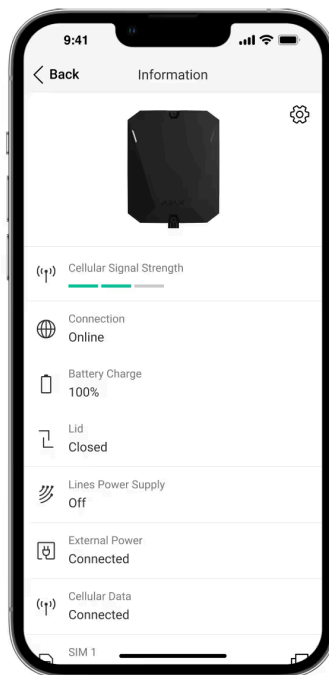 9:41
Back
Information
AJAX
Cellular Signal Strength
Connection
Online
Battery Charge
100%
Lid
Closed
Lines Power Supply
Off
External Power
Connected
Cellular Data
Connected
SIM 1